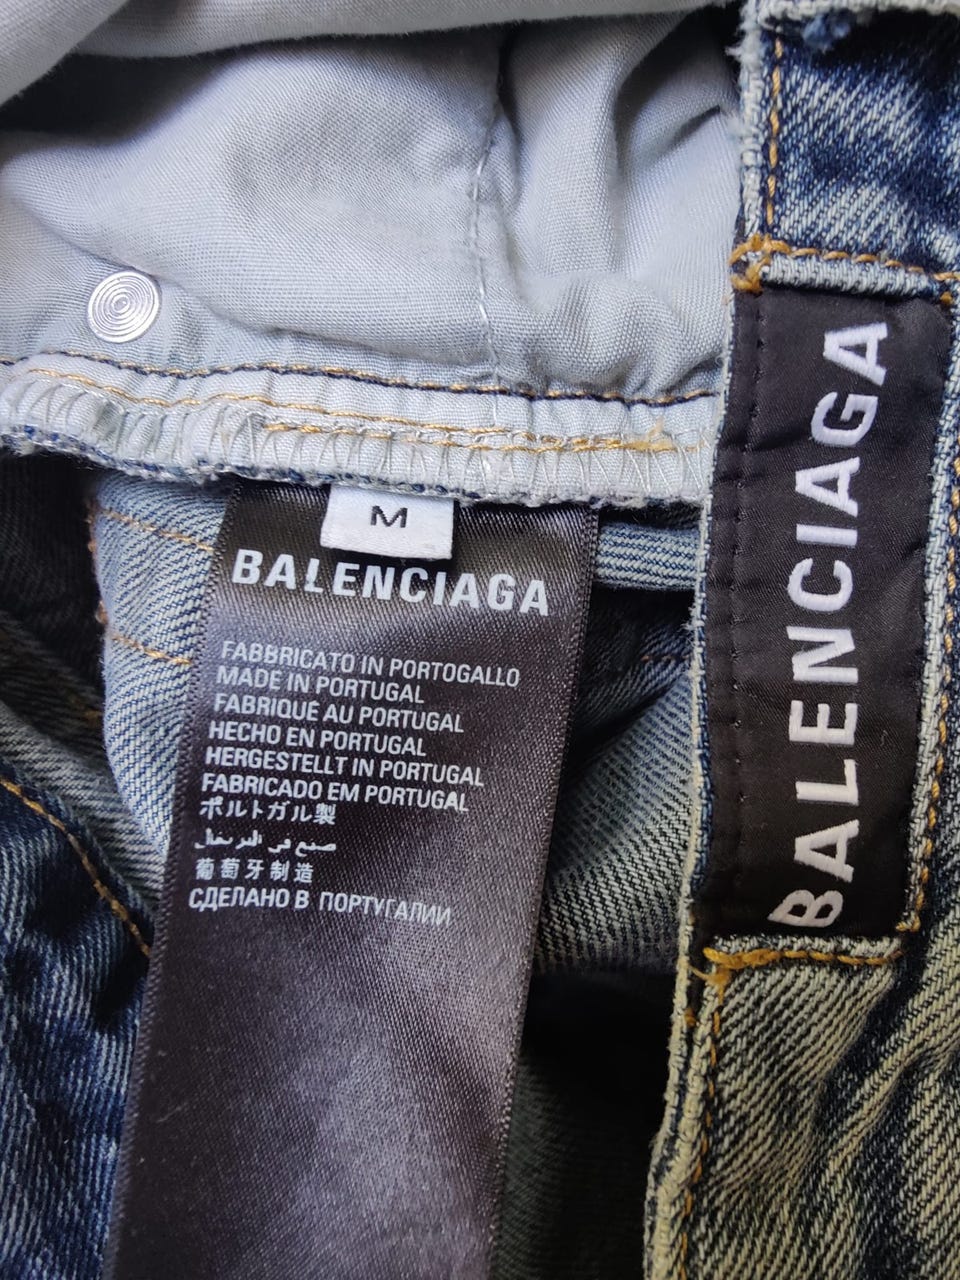 M
BALENCIAGA
FABBRICATO IN PORTOGALLO
MADE IN PORTUGAL
FABRIQUÉ AU PORTUGAL
HECHO EN PORTUGAL
HERGESTELLT IN PORTUGAL
FABRICADO EM PORTUGAL
ポルトガル製
صنع في البرتغال
葡萄牙制造
СДЕЛАНО В ПОРТУГАЛИИ
BALENCIAGA